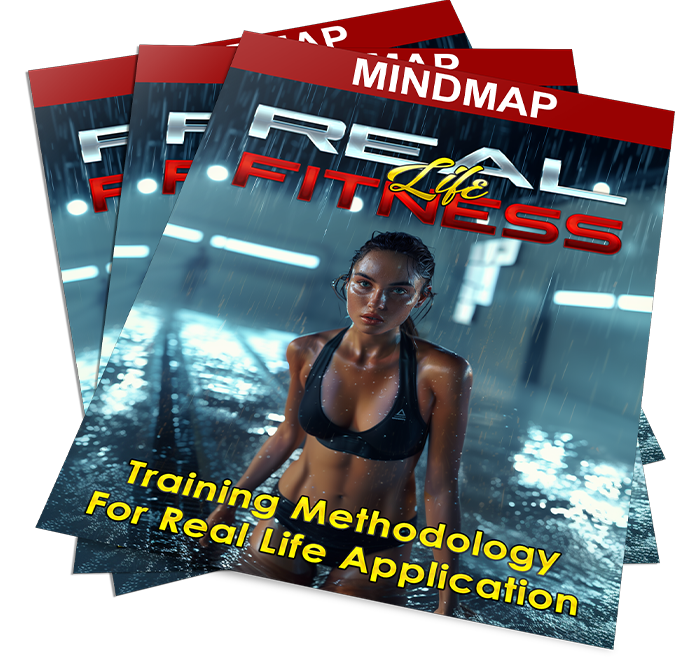 MINDMAP
REAL
Life
FITNESS
Training Methodology
For Real Life Application